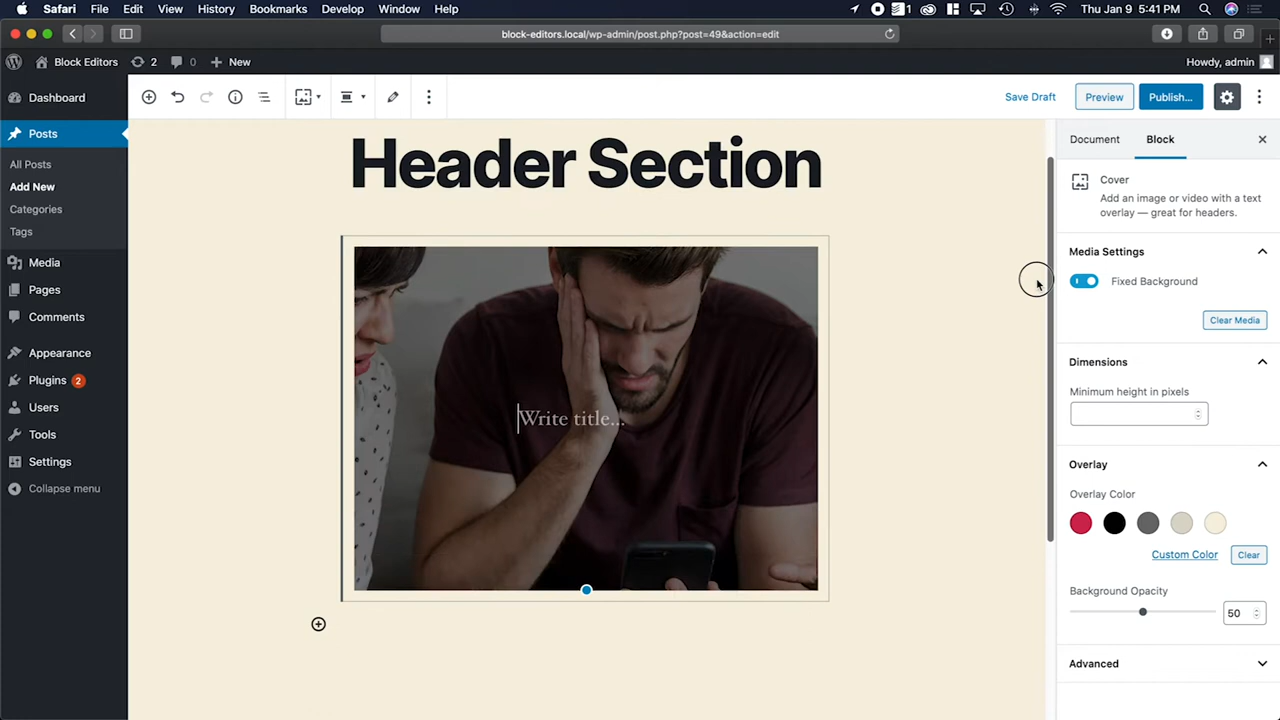 Safari File Edit View History Bookmarks Develop Window Help 1 Thu Jan 9 5:41 PM
block-editors.local/wp-admin/post.php?post=49&action=edit
Block Editors 2 0 New Howdy, admin
Dashboard
Posts
All Posts
Add New
Categories
Tags
Media
Pages
Comments
Appearance
Plugins 2
Users
Tools
Settings
Collapse menu
Save Draft Preview Publish...
Header Section
Write title...
Document Block
Cover
Add an image or video with a text
overlay — great for headers.
Media Settings
Fixed Background
Clear Media
Dimensions
Minimum height in pixels
Overlay
Overlay Color
Custom Color Clear
Background Opacity
50
Advanced